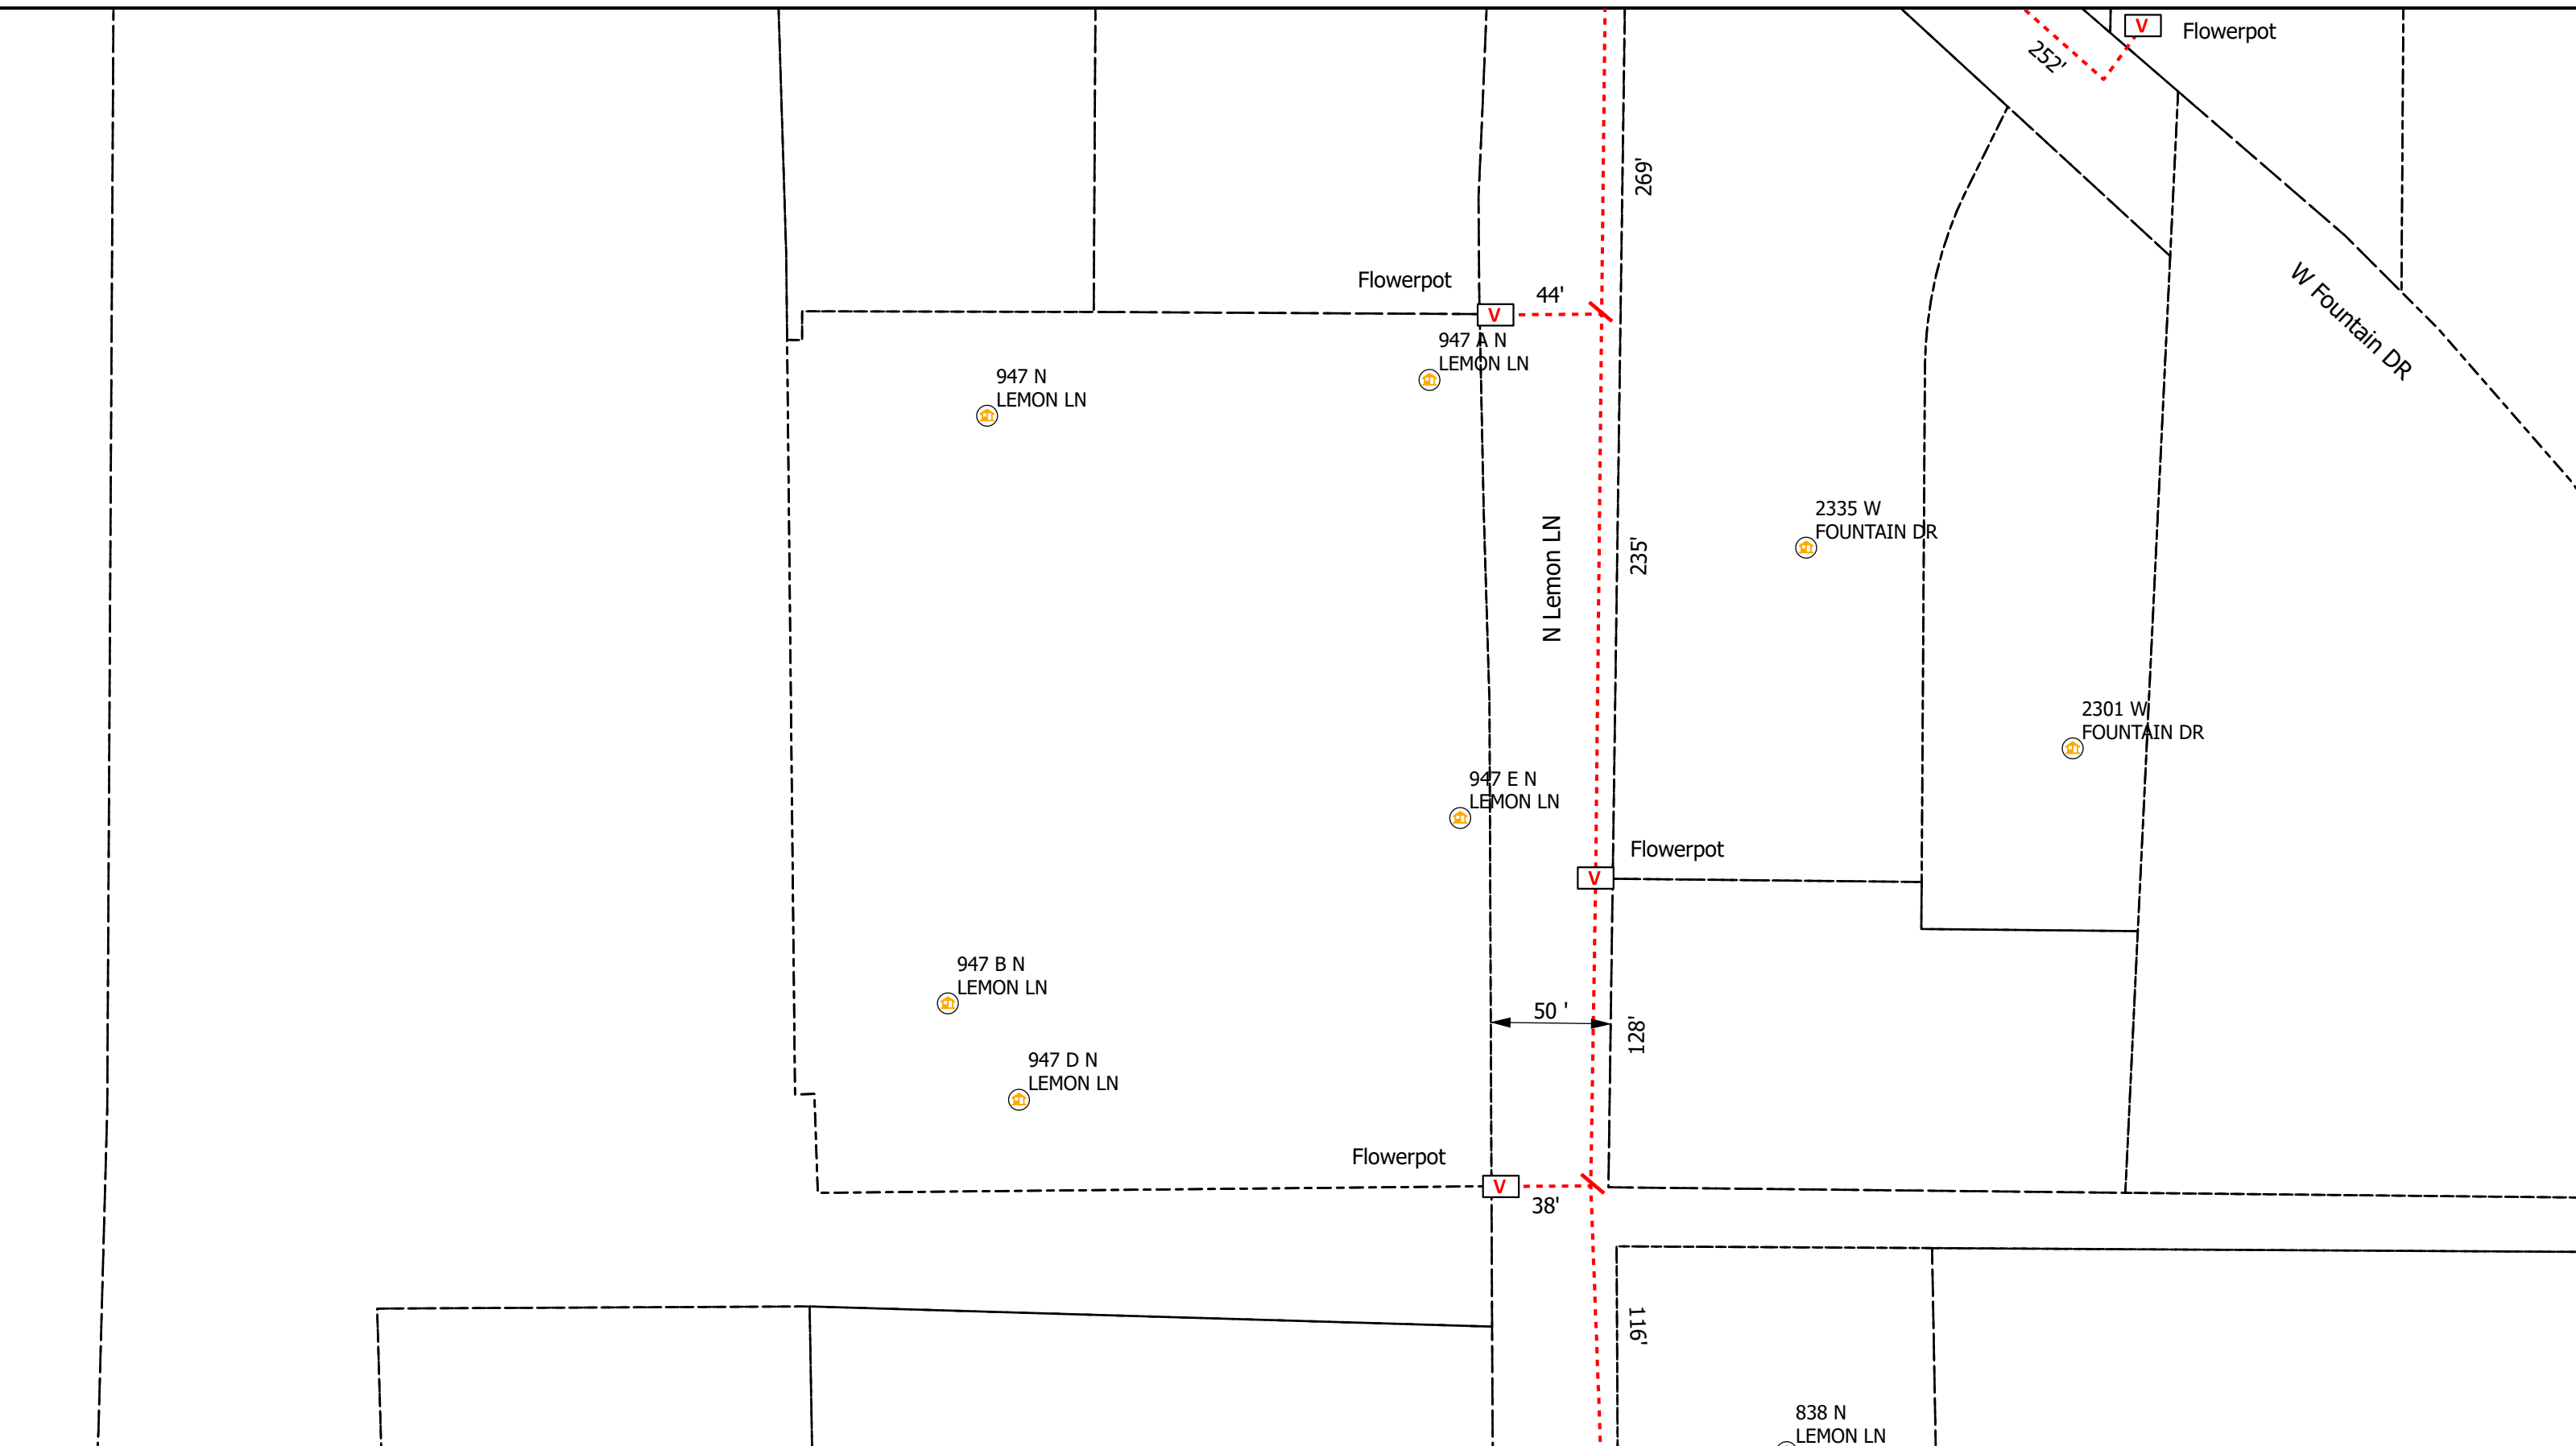 V
Flowerpot
252'
269'
Flowerpot
44'
V
W Fountain DR
947 A N
LEMON LN
947 N
LEMON LN
2335 W
FOUNTAIN DR
N Lemon LN
235'
2301 W
FOUNTAIN DR
947 E N
LEMON LN
Flowerpot
V
947 B N
LEMON LN
50 '
128'
947 D N
LEMON LN
Flowerpot
V
38'
116'
838 N
LEMON LN